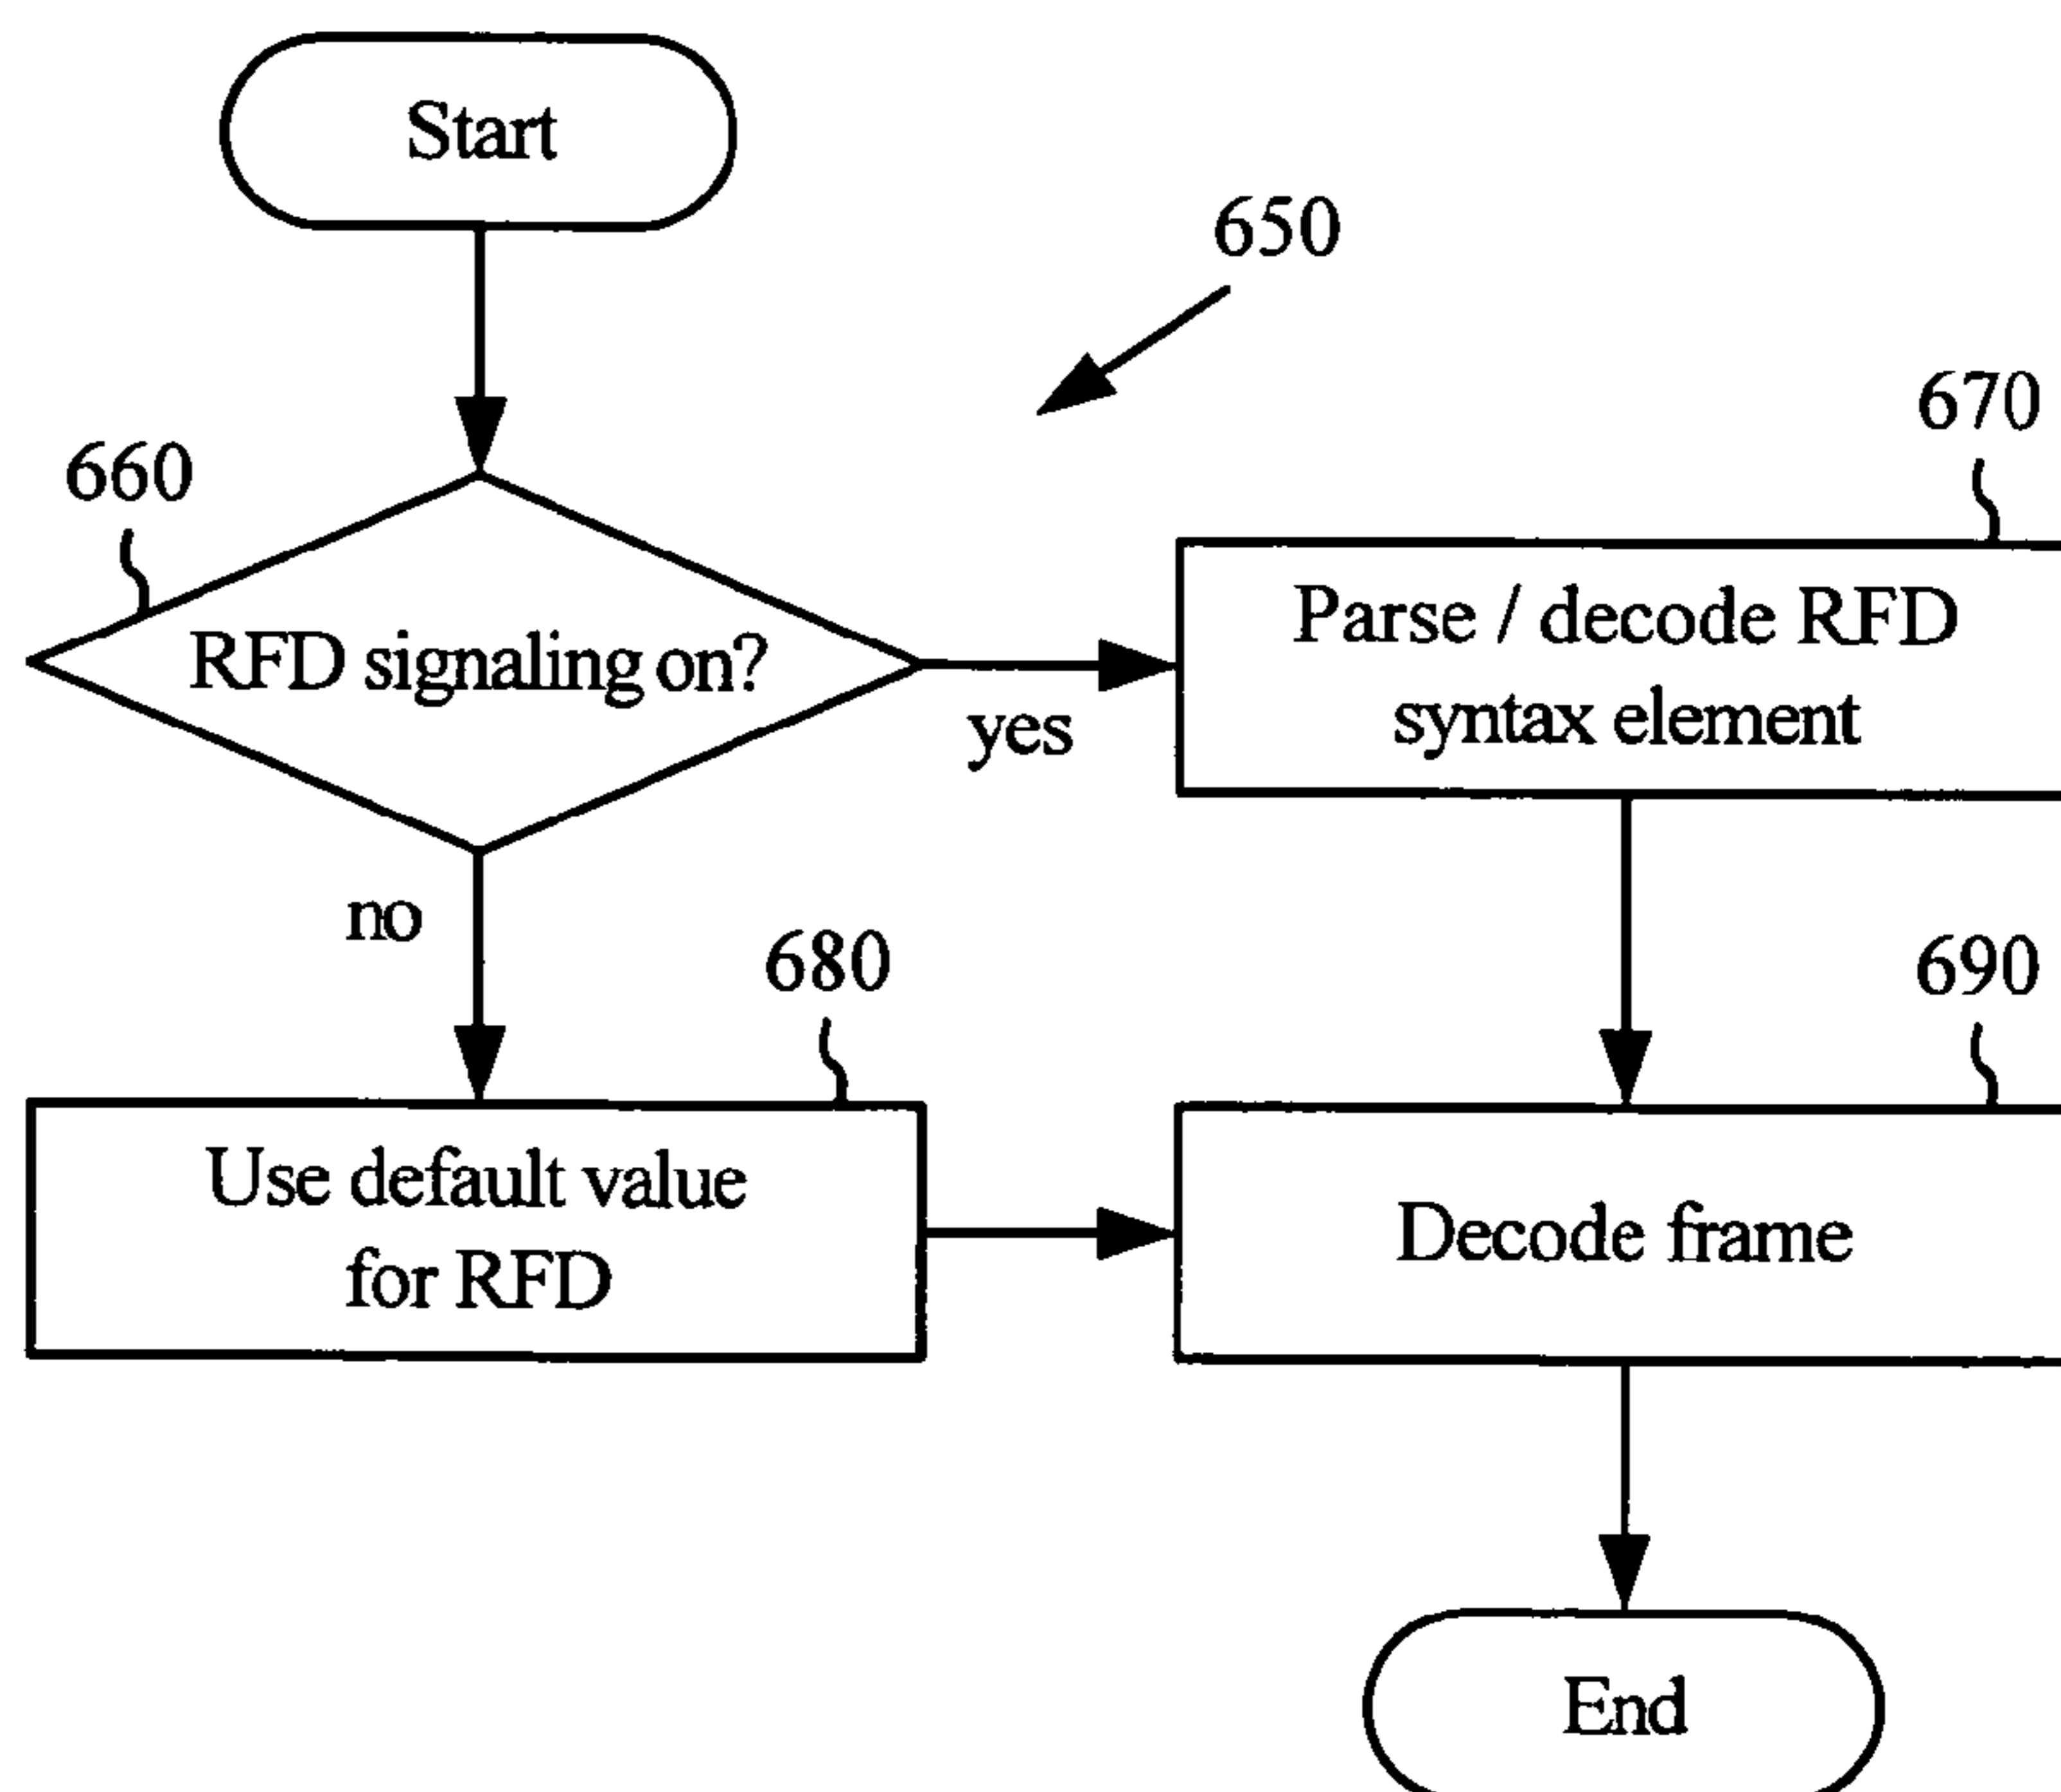 Start
650
670
660
RFD signaling on?
yes
Parse / decode RFD
syntax element
no
680
690
Use default value
for RFD
Decode frame
End